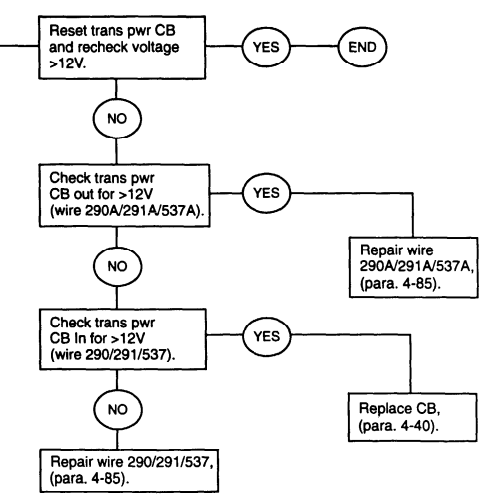 Reset trans pwr CB
and recheck voltage
>12V.
YES
END
NO
Check trans pwr
CB out for >12V
(wire 290A/291A/537A).
YES
Repair wire
290A/291A/537A,
(para. 4-85).
NO
Check trans pwr
CB In for >12V
(wire 290/291/537).
YES
Replace CB,
(para. 4-40).
NO
Repair wire 290/291/537,
(para. 4-85).